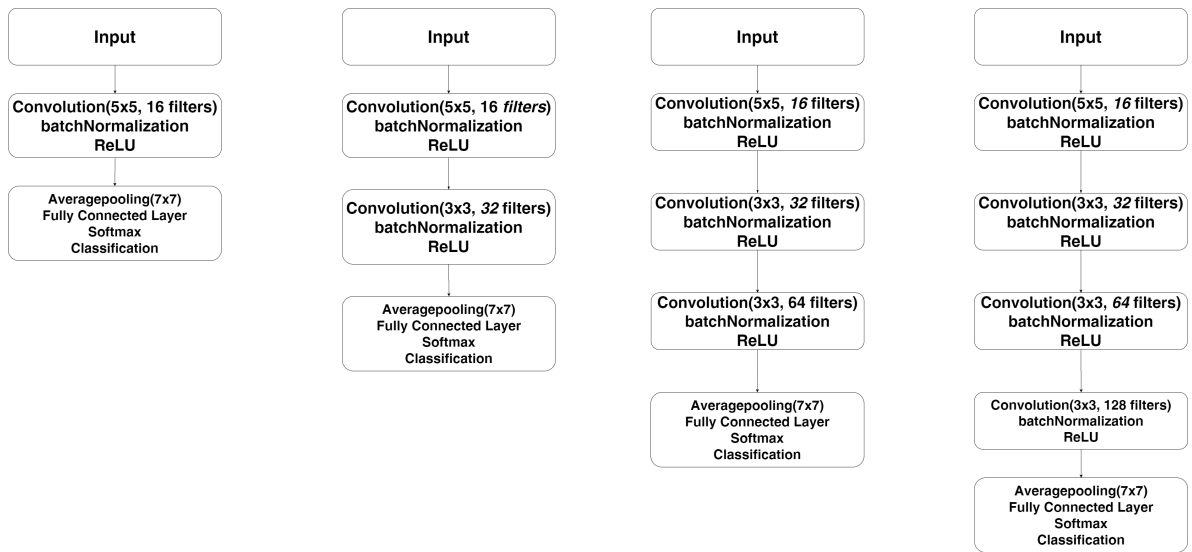 Input
Convolution(5x5, 16 filters)
batchNormalization
ReLU
Averagepooling(7x7)
Fully Connected Layer
Softmax
Classification
Input
Convolution(5x5, 16 filters)
batchNormalization
ReLU
Convolution(3x3, 32 filters)
batchNormalization
ReLU
Averagepooling(7x7)
Fully Connected Layer
Softmax
Classification
Input
Convolution(5x5, 16 filters)
batchNormalization
ReLU
Convolution(3x3, 32 filters)
batchNormalization
ReLU
Convolution(3x3, 64 filters)
batchNormalization
ReLU
Averagepooling(7x7)
Fully Connected Layer
Softmax
Classification
Input
Convolution(5x5, 16 filters)
batchNormalization
ReLU
Convolution(3x3, 32 filters)
batchNormalization
ReLU
Convolution(3x3, 64 filters)
batchNormalization
ReLU
Convolution(3x3, 128 filters)
batchNormalization
ReLU
Averagepooling(7x7)
Fully Connected Layer
Softmax
Classification